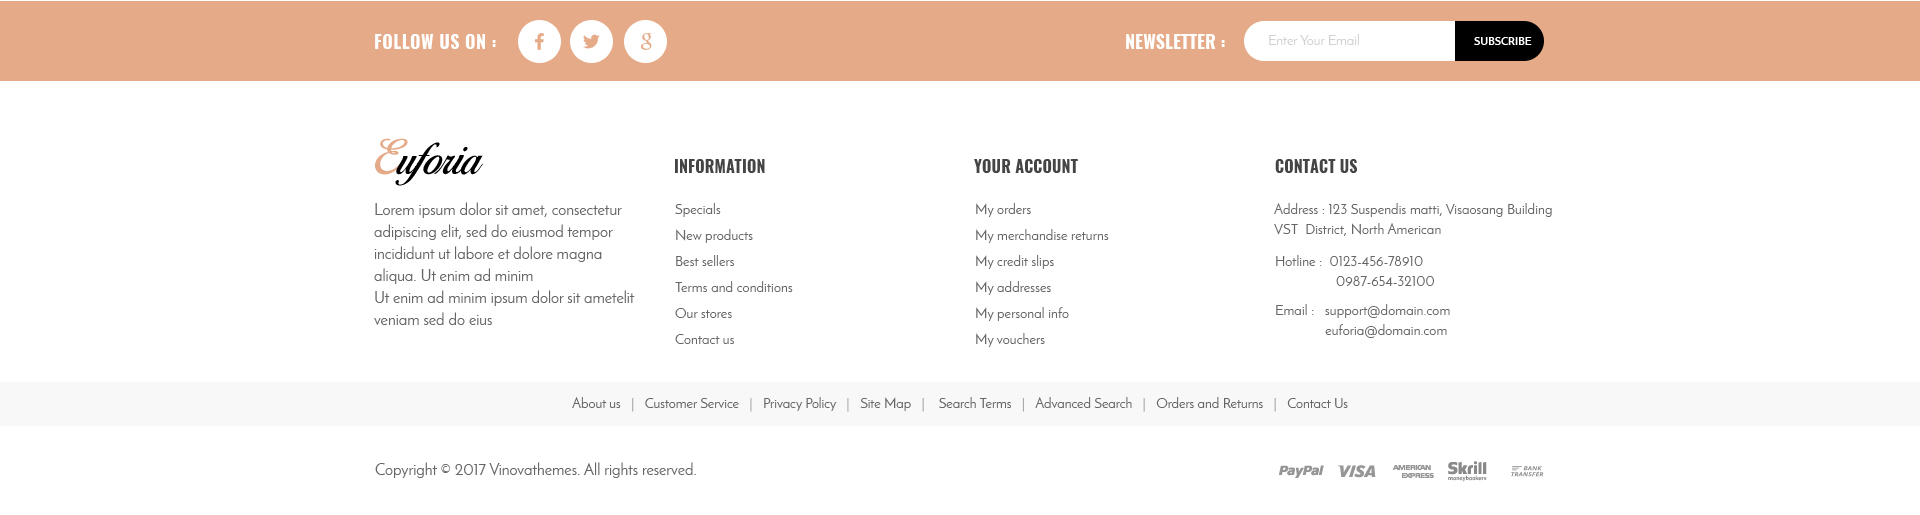 FOLLOW US ON :
NEWSLETTER :
Enter Your Email
SUBSCRIBE
Euforia
Lorem ipsum dolor sit amet, consectetur
adipiscing elit, sed do eiusmod tempor
incididunt ut labore et dolore magna
aliqua. Ut enim ad minim
Ut enim ad minim ipsum dolor sit ametelit
veniam sed do eius
INFORMATION
Specials
New products
Best sellers
Terms and conditions
Our stores
Contact us
YOUR ACCOUNT
My orders
My merchandise returns
My credit slips
My addresses
My personal info
My vouchers
CONTACT US
Address : 123 Suspendis matti, Visaosang Building
VST District, North American
Hotline : 0123-456-78910
0987-654-32100
Email : support@domain.com
euforia@domain.com
About us | Customer Service | Privacy Policy | Site Map | Search Terms | Advanced Search | Orders and Returns | Contact Us
Copyright © 2017 Vinovathemes. All rights reserved.
PayPal
VISA
AMERICAN
EXPRESS
Skrill
moneybookers
BANK
TRANSFER